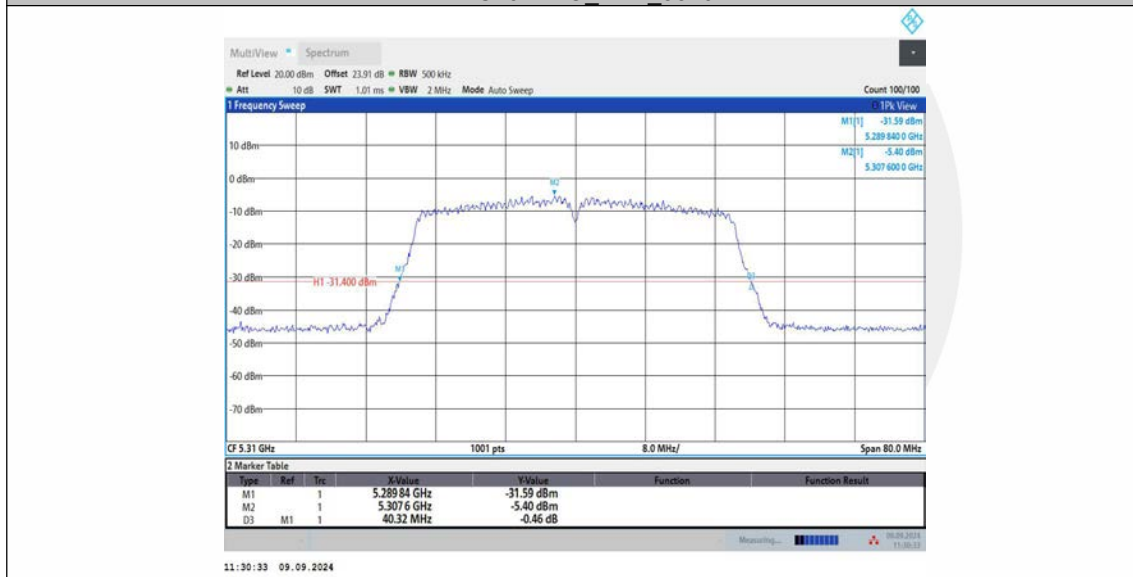 MultiView Spectrum
Ref Level 20.00 dBm Offset 23.91 dB RBW 500 kHz
Att 10 dB SWT 1.01 ms VBW 2 MHz Mode Auto Sweep Count 100/100
1 Frequency Sweep 1Pk View
M1[1] -31.59 dBm
5.289 840 0 GHz
10 dBm M2[1] -5.40 dBm
5.307 600 0 GHz
0 dBm
M2
-10 dBm
-20 dBm
-30 dBm
M1
H1 -31.400 dBm
-40 dBm
-50 dBm
-60 dBm
-70 dBm
CF 5.31 GHz 1001 pts 8.0 MHz/ Span 80.0 MHz
2 Marker Table
Type Ref Trc X-Value Y-Value Function Function Result
M1 1 5.289 84 GHz -31.59 dBm
M2 1 5.307 6 GHz -5.40 dBm
D3 M1 1 40.32 MHz -0.46 dB
Measuring... 09.09.2024
11:30:33
11:30:33 09.09.2024